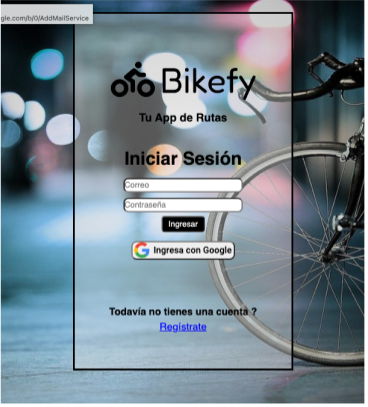 gle.com/b/0/AddMailService
Bikefy
Tu App de Rutas
Iniciar Sesión
Correo
Contraseña
Ingresar
Ingresa con Google
Todavía no tienes una cuenta ?
Regístrate